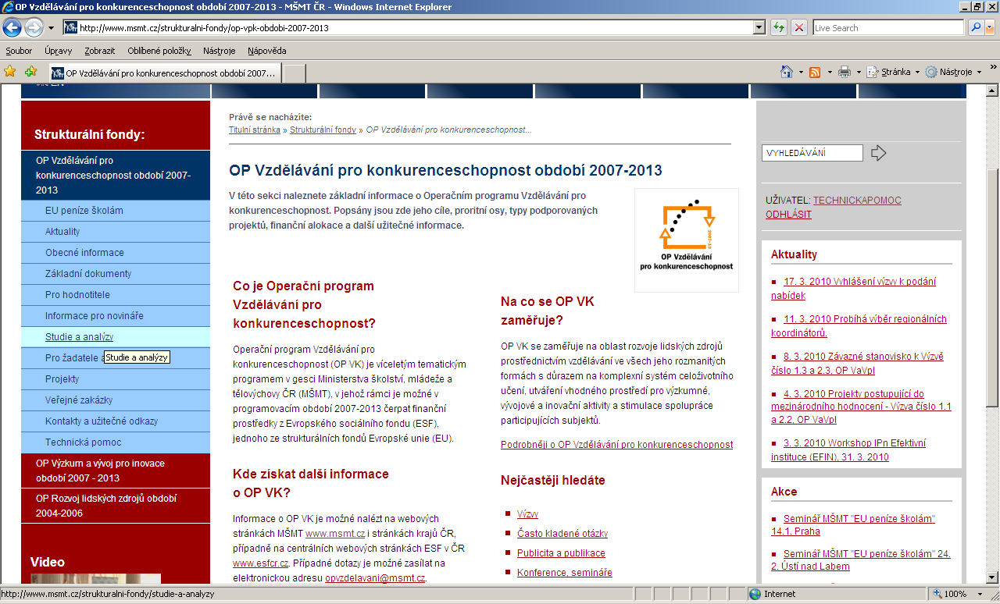 OP Vzdělávání pro konkurenceschopnost období 2007-2013 - MŠMT ČR - Windows Internet Explorer
http://www.msmt.cz/strukturalni-fondy/op-vpk-obdobi-2007-2013
Live Search
Soubor Úpravy Zobrazit Oblíbené položky Nástroje Nápověda
OP Vzdělávání pro konkurenceschopnost období 2007...
Stránka Nástroje
Strukturální fondy:
OP Vzdělávání pro
konkurenceschopnost období 2007-
2013
EU peníze školám
Aktuality
Obecné informace
Základní dokumenty
Pro hodnotitele
Informace pro novináře
Studie a analýzy
Pro žadatele a
Studie a analýzy
Projekty
Veřejné zakázky
Kontakty a užitečné odkazy
Technická pomoc
OP Výzkum a vývoj pro inovace
období 2007 - 2013
OP Rozvoj lidských zdrojů období
2004-2006
Video
Právě se nacházíte:
Titulní stránka » Strukturální fondy » OP Vzdělávání pro konkurenceschopnost...
OP Vzdělávání pro konkurenceschopnost období 2007-2013
V této sekci naleznete základní informace o Operačním programu Vzdělávání pro
konkurenceschopnost. Popsány jsou zde jeho cíle, proritní osy, typy podporovaných
projektů, finanční alokace a další užitečné informace.
2007-13
OP Vzdělávání
pro konkurenceschopnost
Co je Operační program
Vzdělávání pro
konkurenceschopnost?
Operační program Vzdělávání pro
konkurenceschopnost (OP VK) je víceletým tematickým
programem v gesci Ministerstva školství, mládeže a
tělovýchovy ČR (MŠMT), v jehož rámci je možné v
programovacím období 2007-2013 čerpat finanční
prostředky z Evropského sociálního fondu (ESF),
jednoho ze strukturálních fondů Evropské unie (EU).
Kde získat další informace
o OP VK?
Informace o OP VK je možné nalézt na webových
stránkách MŠMT www.msmt.cz i stránkách krajů ČR,
případně na centrálních webových stránkách ESF v ČR
www.esfcr.cz. Případné dotazy je možné zasílat na
elektronickou adresu opvzdelavani@msmt.cz.
Na co se OP VK
zaměřuje?
OP VK se zaměřuje na oblast rozvoje lidských zdrojů
prostřednictvím vzdělávání ve všech jeho rozmanitých
formách s důrazem na komplexní systém celoživotního
učení, utváření vhodného prostředí pro výzkumné,
vývojové a inovační aktivity a stimulace spolupráce
participujících subjektů.
Podrobněji o OP Vzdělávání pro konkurenceschopnost
Nejčastěji hledáte
Výzvy
Často kladené otázky
Publicita a publikace
Konference, semináře
VYHLEDÁVÁNÍ
UŽIVATEL: TECHNICKAPOMOC
ODHLÁSIT
Aktuality
17. 3. 2010 Vyhlášení výzvy k podání
nabídek
11. 3. 2010 Probíhá výběr regionálních
koordinátorů.
8. 3. 2010 Závazné stanovisko k Výzvě
číslo 1.3 a 2.3, OP VaVpI
4. 3. 2010 Projekty postupující do
mezinárodního hodnocení - Výzva číslo 1.1
a 2.2, OP VaVpI
3. 3. 2010 Workshop IPn Efektivní
instituce (EFIN), 31. 3. 2010
Akce
Seminář MŠMT "EU peníze školám"
14.1. Praha
Seminář MŠMT "EU peníze školám" 24.
2. Ústí nad Labem
http://www.msmt.cz/strukturalni-fondy/studie-a-analyzy
Internet
100%